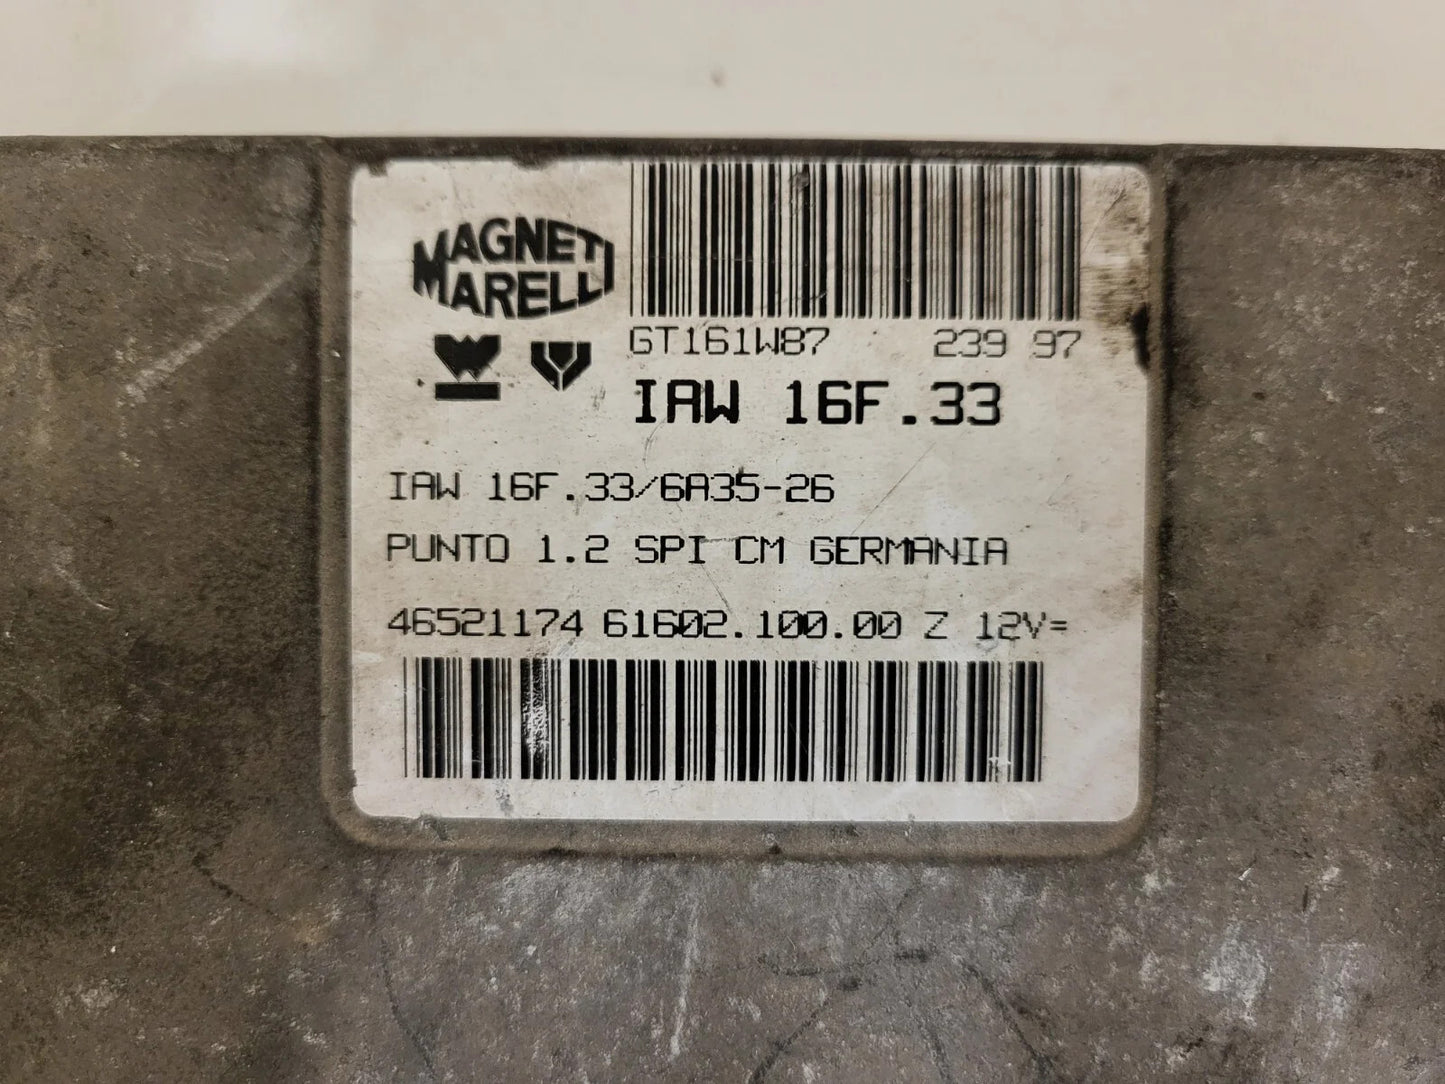 MAGNETI
MARELLI
GT161W87 239 97
IAW 16F.33
IAW 16F.33/6A35-26
PUNTO 1.2 SPI CM GERMANIA
46521174 61602.100.00 Z 12V=